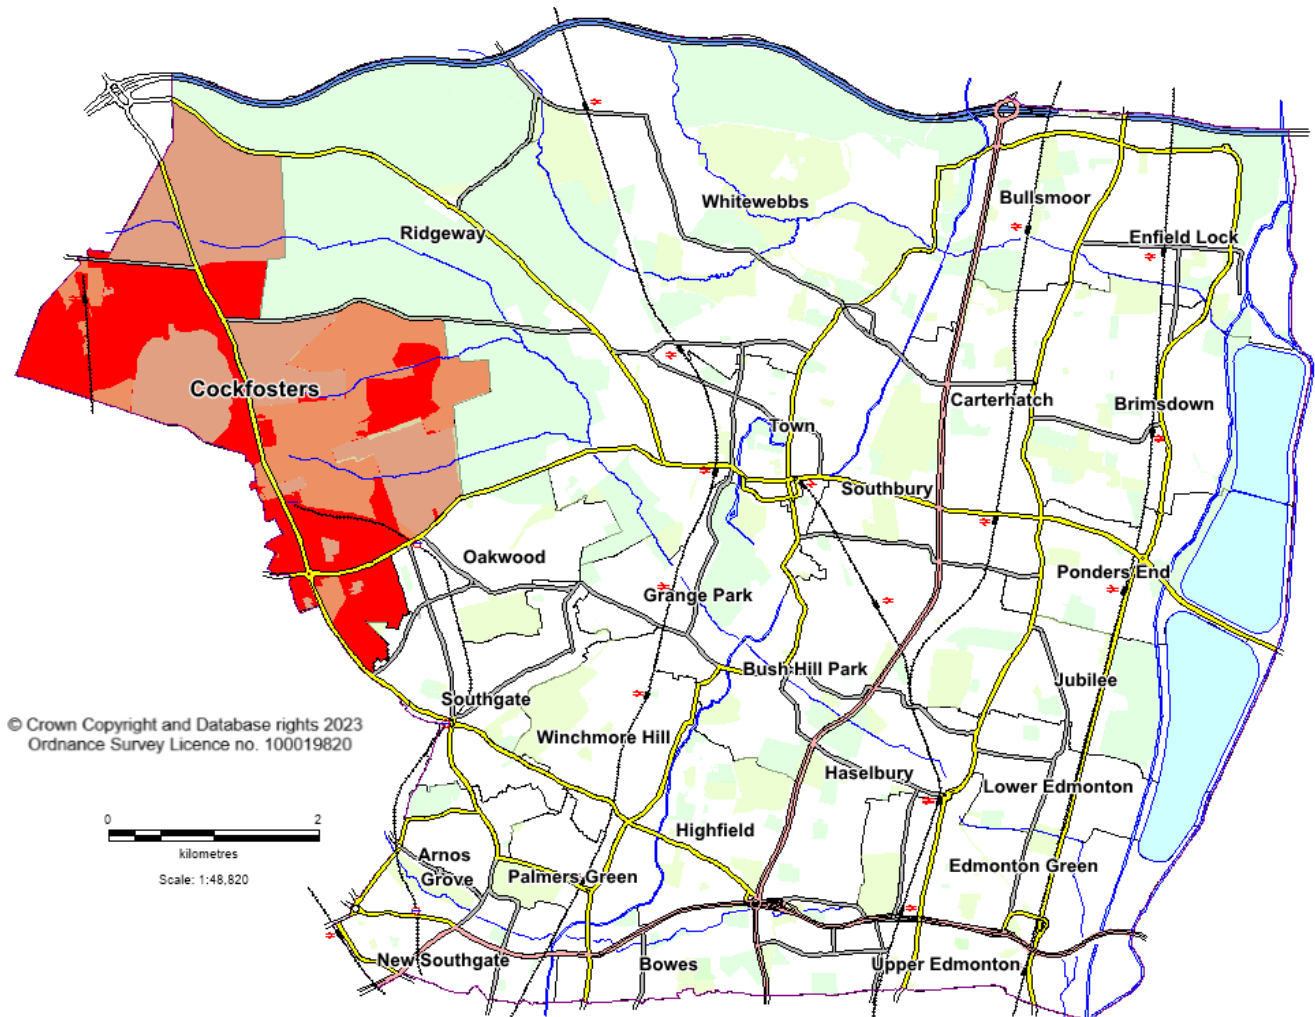 Whitewebbs
Bullsmoor
Ridgeway
Enfield Lock
Cockfosters
Carterhatch
Brimsdown
Town
Southbury
Oakwood
Ponders End
Grange Park
Bush Hill Park
Jubilee
Southgate
© Crown Copyright and Database rights 2023
Ordnance Survey Licence no. 100019820
Winchmore Hill
Haselbury
Lower Edmonton
0 2
kilometres
Scale: 1:48,820
Highfield
Arnos
Grove
Palmers Green
Edmonton Green
New Southgate
Bowes
Upper Edmonton